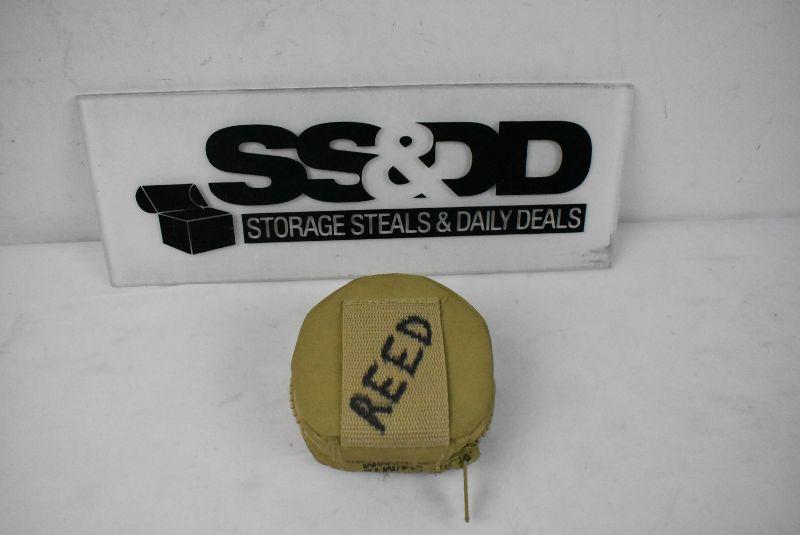 SS&DD
STORAGE STEALS & DAILY DEALS
REED